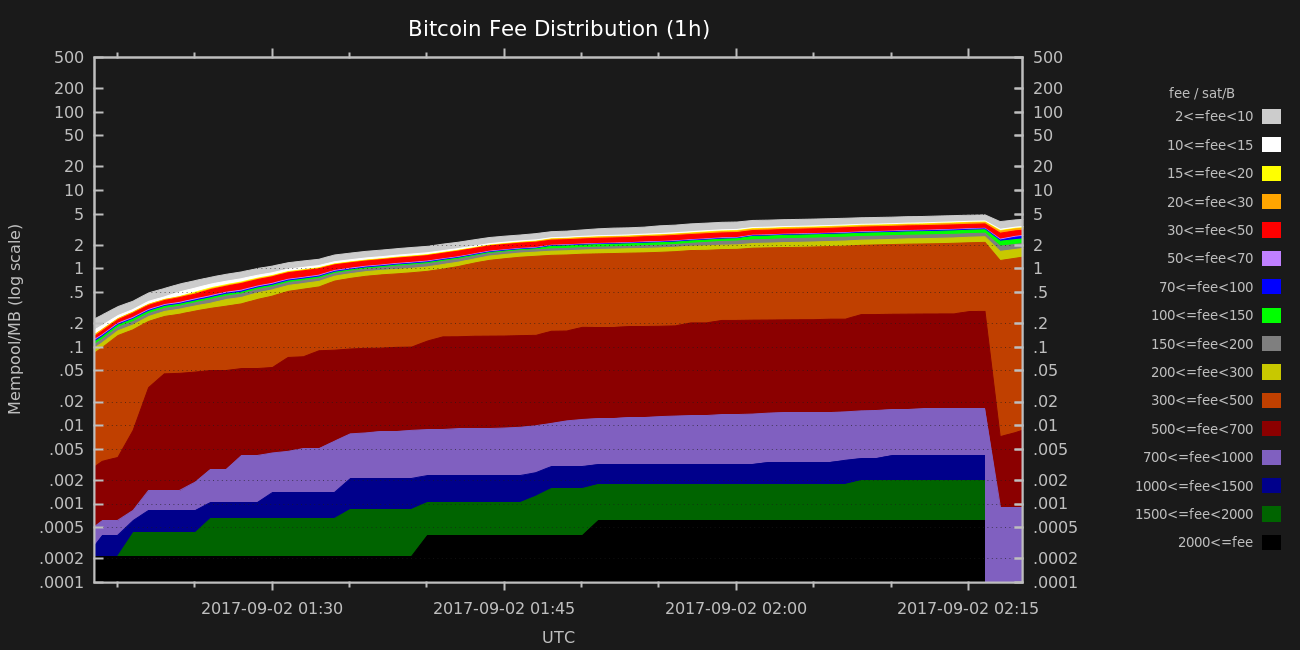 Bitcoin Fee Distribution (1h)
Mempool/MB (log scale)
500
200
100
50
20
10
5
2
1
.5
.2
.1
.05
.02
.01
.005
.002
.001
.0005
.0002
.0001
500
200
100
50
20
10
5
2
1
.5
.2
.1
.05
.02
.01
.005
.002
.001
.0005
.0002
.0001
2017-09-02 01:30
2017-09-02 01:45
2017-09-02 02:00
2017-09-02 02:15
UTC
fee / sat/B
2<=fee<10
10<=fee<15
15<=fee<20
20<=fee<30
30<=fee<50
50<=fee<70
70<=fee<100
100<=fee<150
150<=fee<200
200<=fee<300
300<=fee<500
500<=fee<700
700<=fee<1000
1000<=fee<1500
1500<=fee<2000
2000<=fee